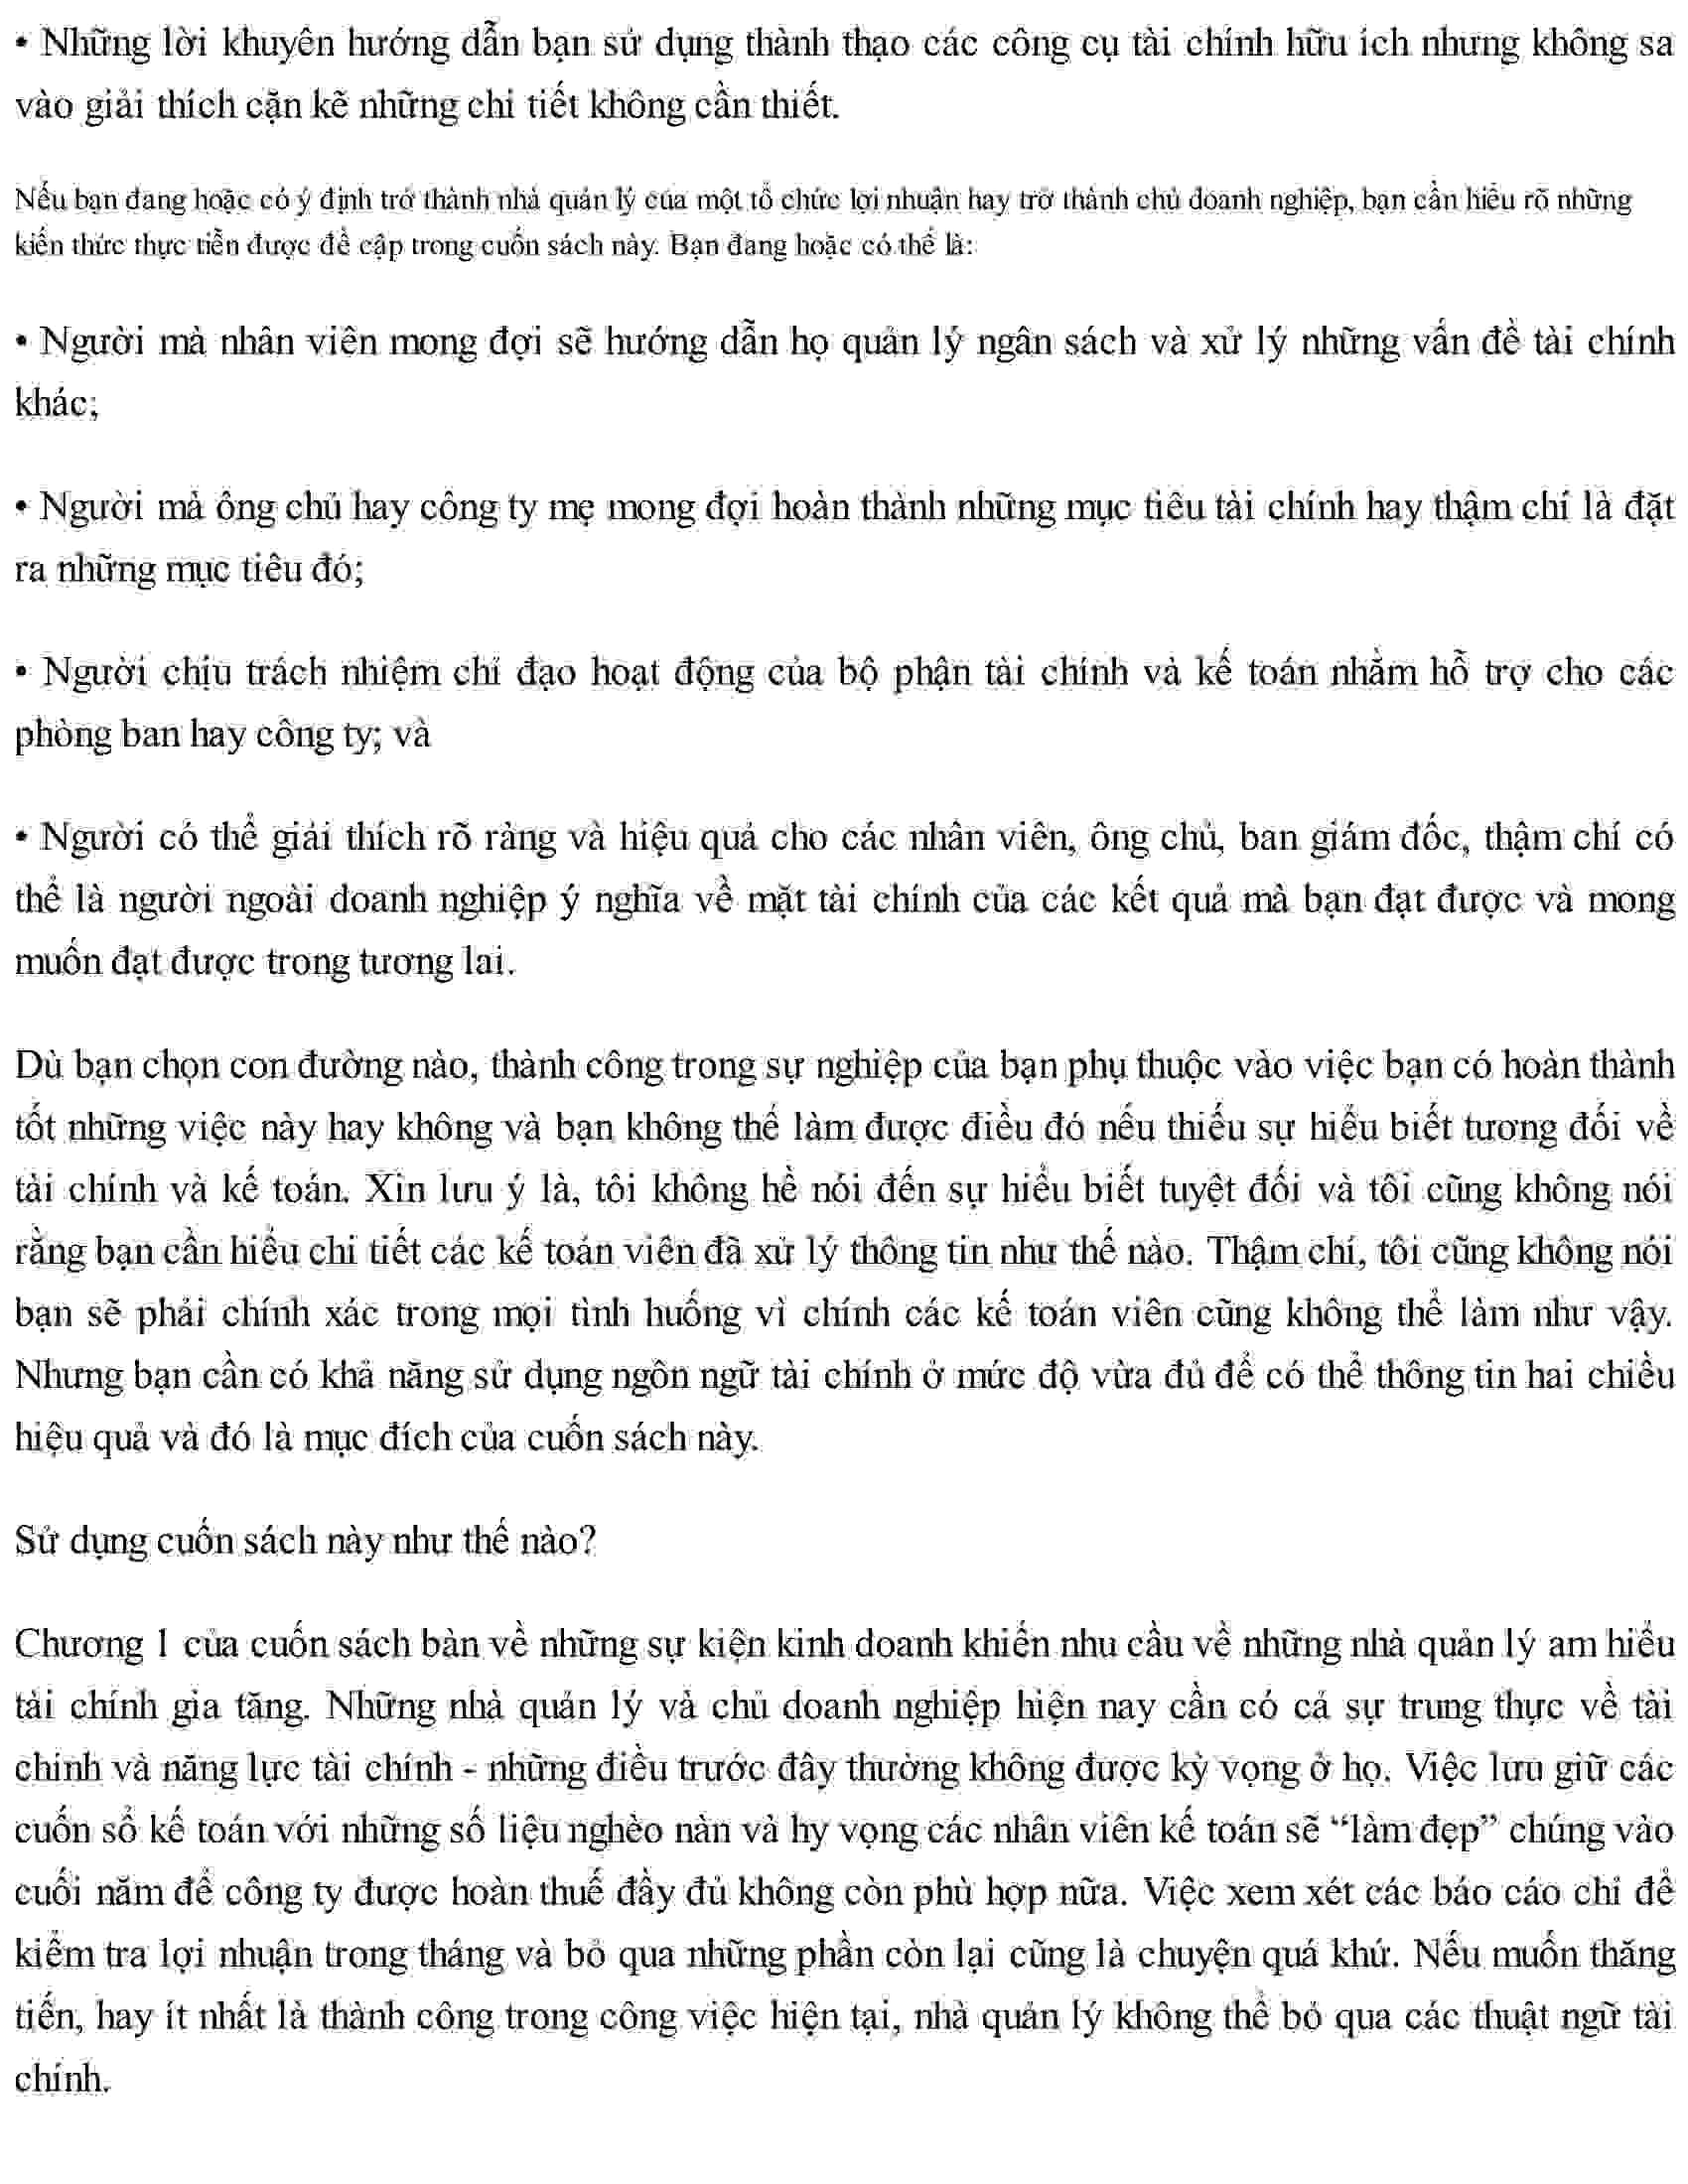 • Những lời khuyên hướng dẫn bạn sử dụng thành thạo các công cụ tài chính hữu ích nhưng không sa
vào giải thích cặn kẽ những chi tiết không cần thiết.
Nếu bạn đang hoặc có ý định trở thành nhà quản lý của một tổ chức lợi nhuận hay trở thành chủ doanh nghiệp, bạn cần hiểu rõ những
kiến thức thực tiễn được đề cập trong cuốn sách này. Bạn đang hoặc có thể là:
• Người mà nhân viên mong đợi sẽ hướng dẫn họ quản lý ngân sách và xử lý những vấn đề tài chính
khác;
• Người mà ông chủ hay công ty mẹ mong đợi hoàn thành những mục tiêu tài chính hay thậm chí là đặt
ra những mục tiêu đó;
• Người chịu trách nhiệm chỉ đạo hoạt động của bộ phận tài chính và kế toán nhằm hỗ trợ cho các
phòng ban hay công ty; và
• Người có thể giải thích rõ ràng và hiệu quả cho các nhân viên, ông chủ, ban giám đốc, thậm chí có
thể là người ngoài doanh nghiệp ý nghĩa về mặt tài chính của các kết quả mà bạn đạt được và mong
muốn đạt được trong tương lai.
Dù bạn chọn con đường nào, thành công trong sự nghiệp của bạn phụ thuộc vào việc bạn có hoàn thành
tốt những việc này hay không và bạn không thể làm được điều đó nếu thiếu sự hiểu biết tương đối về
tài chính và kế toán. Xin lưu ý là, tôi không hề nói đến sự hiểu biết tuyệt đối và tôi cũng không nói
rằng bạn cần hiểu chi tiết các kế toán viên đã xử lý thông tin như thế nào. Thậm chí, tôi cũng không nói
bạn sẽ phải chính xác trong mọi tình huống vì chính các kế toán viên cũng không thể làm như vậy.
Nhưng bạn cần có khả năng sử dụng ngôn ngữ tài chính ở mức độ vừa đủ để có thể thông tin hai chiều
hiệu quả và đó là mục đích của cuốn sách này.
Sử dụng cuốn sách này như thế nào?
Chương 1 của cuốn sách bàn về những sự kiện kinh doanh khiến nhu cầu về những nhà quản lý am hiểu
tài chính gia tăng. Những nhà quản lý và chủ doanh nghiệp hiện nay cần có cả sự trung thực về tài
chính và năng lực tài chính - những điều trước đây thường không được kỳ vọng ở họ. Việc lưu giữ các
cuốn sổ kế toán với những số liệu nghèo nàn và hy vọng các nhân viên kế toán sẽ “làm đẹp” chúng vào
cuối năm để công ty được hoàn thuế đầy đủ không còn phù hợp nữa. Việc xem xét các báo cáo chỉ để
kiểm tra lợi nhuận trong tháng và bỏ qua những phần còn lại cũng là chuyện quá khứ. Nếu muốn thăng
tiến, hay ít nhất là thành công trong công việc hiện tại, nhà quản lý không thể bỏ qua các thuật ngữ tài
chính.